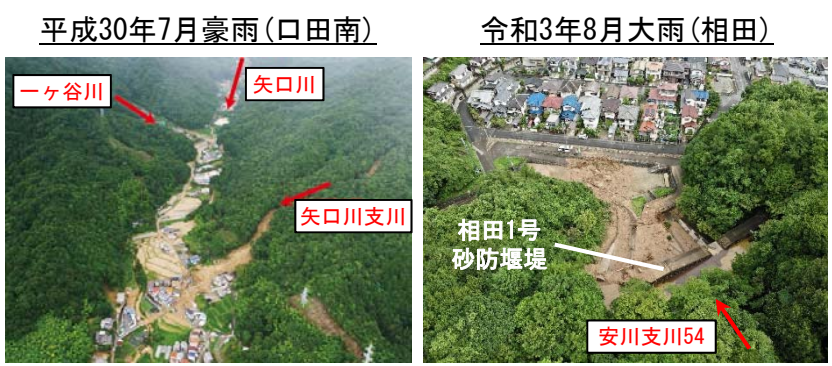 平成30年7月豪雨(口田南)
令和3年8月大雨(相田)
一ヶ谷川
矢口川
矢口川支川
相田1号
砂防堰堤
安川支川54